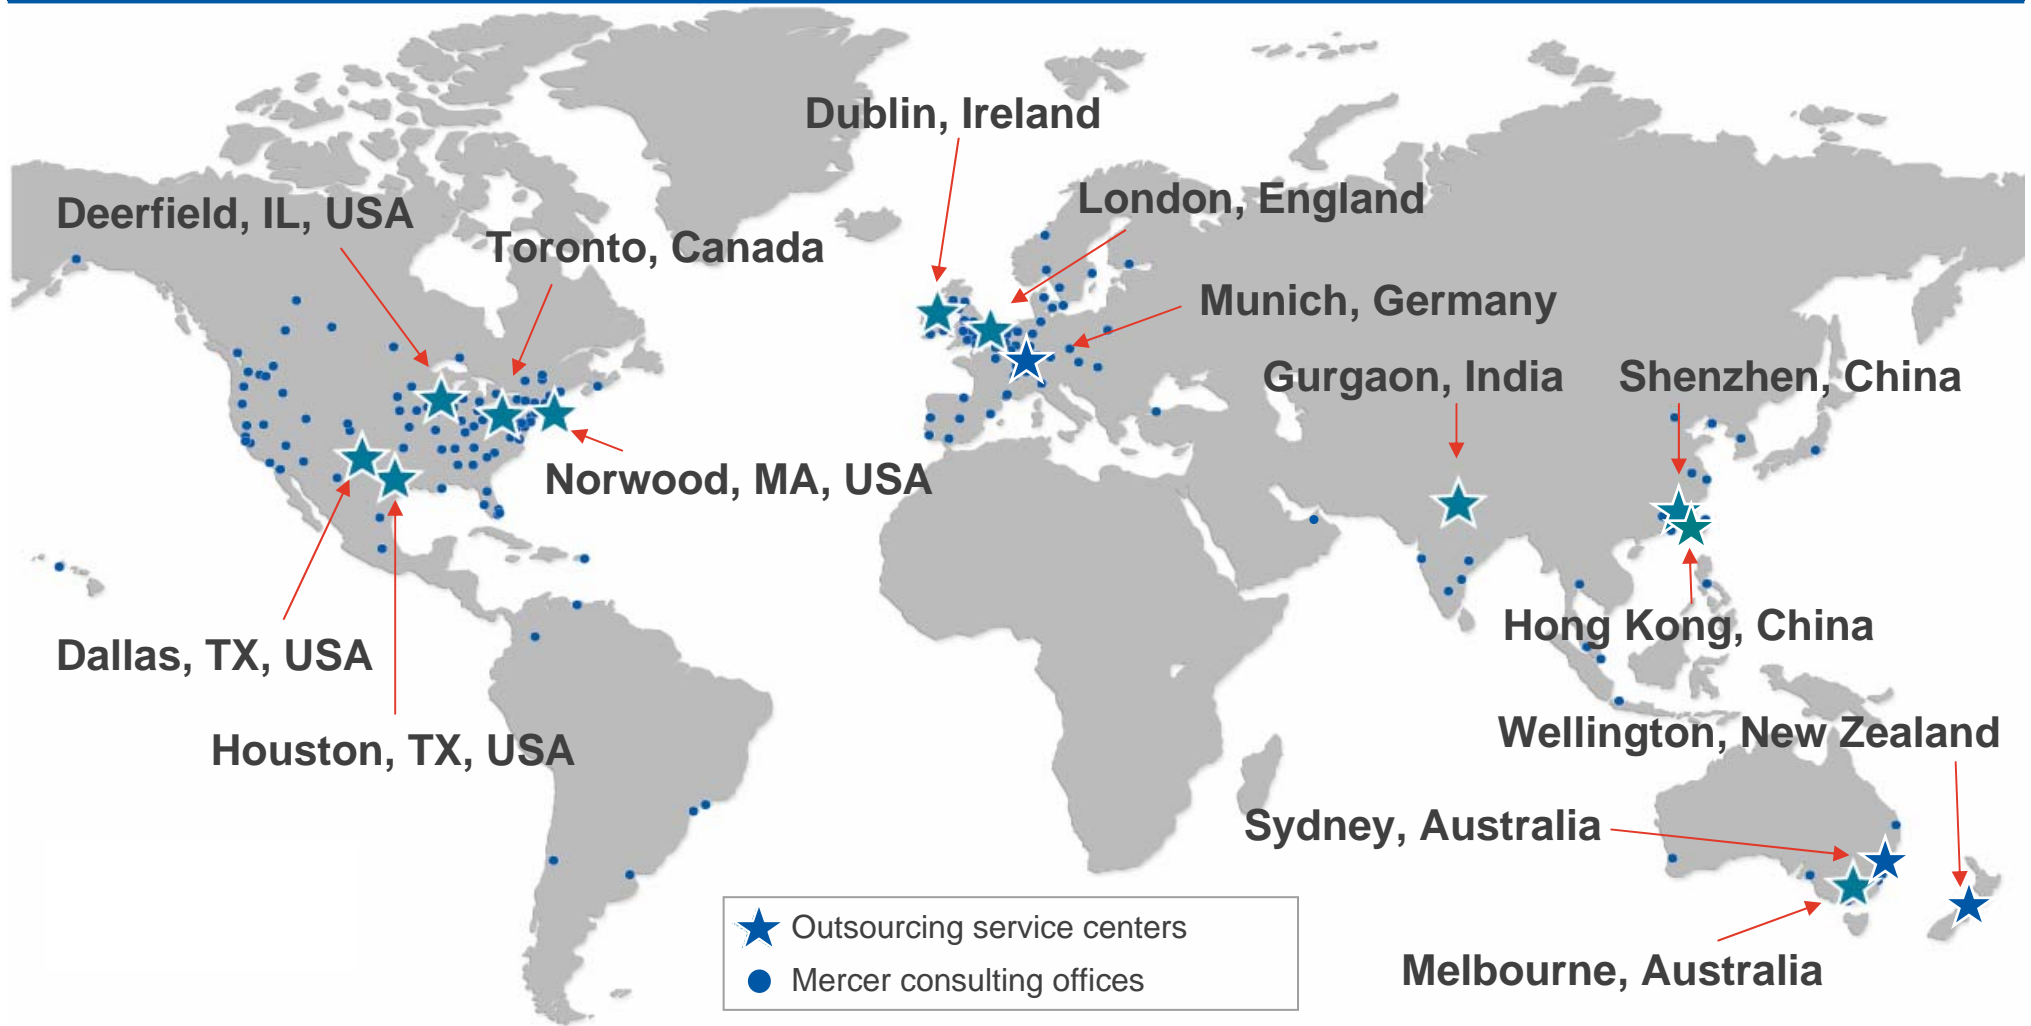 Dublin, Ireland
London, England
Deerfield, IL, USA
Toronto, Canada
Munich, Germany
Gurgaon, India
Shenzhen, China
Norwood, MA, USA
Hong Kong, China
Dallas, TX, USA
Houston, TX, USA
Wellington, New Zealand
Sydney, Australia
Melbourne, Australia
Outsourcing service centers
Mercer consulting offices